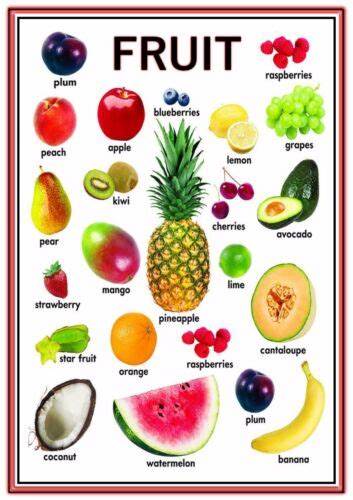 FRUIT
plum
raspberries
peach
apple
blueberries
lemon
grapes
pear
kiwi
cherries
avocado
strawberry
mango
pineapple
lime
cantaloupe
star fruit
orange
raspberries
plum
banana
coconut
watermelon